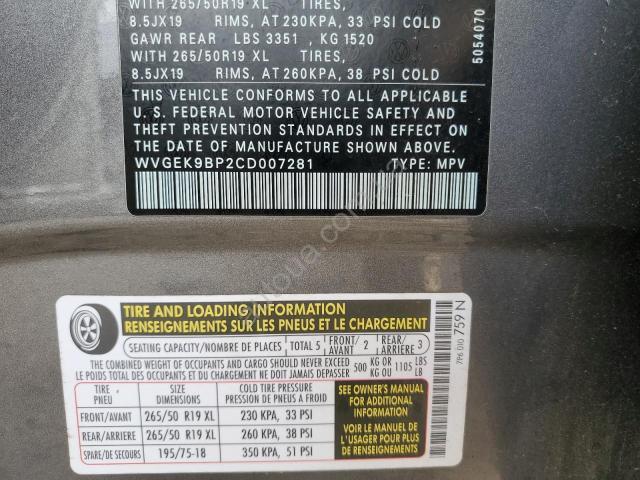 WITH 265/50R19 XL TIRES,
8.5JX19 RIMS, AT 230KPA, 33 PSI COLD
GAWR REAR LBS 3351 , KG 1520
WITH 265/50R19 XL TIRES,
8.5JX19 RIMS, AT 260KPA, 38 PSI COLD
THIS VEHICLE CONFORMS TO ALL APPLICABLE
U.S. FEDERAL MOTOR VEHICLE SAFETY AND
THEFT PREVENTION STANDARDS IN EFFECT ON
THE DATE OF MANUFACTURE SHOWN ABOVE.
WVGEK9BP2CD007281 TYPE: MPV
5054070
TIRE AND LOADING INFORMATION
RENSEIGNEMENTS SUR LES PNEUS ET LE CHARGEMENT
SEATING CAPACITY/NOMBRE DE PLACES TOTAL 5 FRONT/AVANT 2 REAR/ARRIERE 3
THE COMBINED WEIGHT OF OCCUPANTS AND CARGO SHOULD NEVER EXCEED 500 KG OR 1105 LBS
LE POIDS TOTAL DES OCCUPANTS ET DU CHARGEMENT NE DOIT JAMAIS DEPASSER KG OU LB
TIRE SIZE COLD TIRE PRESSURE
PNEU DIMENSIONS PRESSION DE PNEUS A FROID
FRONT/AVANT 265/50 R19 XL 230 KPA, 33 PSI
REAR/ARRIERE 265/50 R19 XL 260 KPA, 38 PSI
SPARE/DE SECOURS 195/75-18 350 KPA, 51 PSI
SEE OWNER'S MANUAL
FOR ADDITIONAL
INFORMATION
VOIR LE MANUEL DE
L'USAGER POUR PLUS DE
RENSEIGNEMENTS
7P6 010 759 N